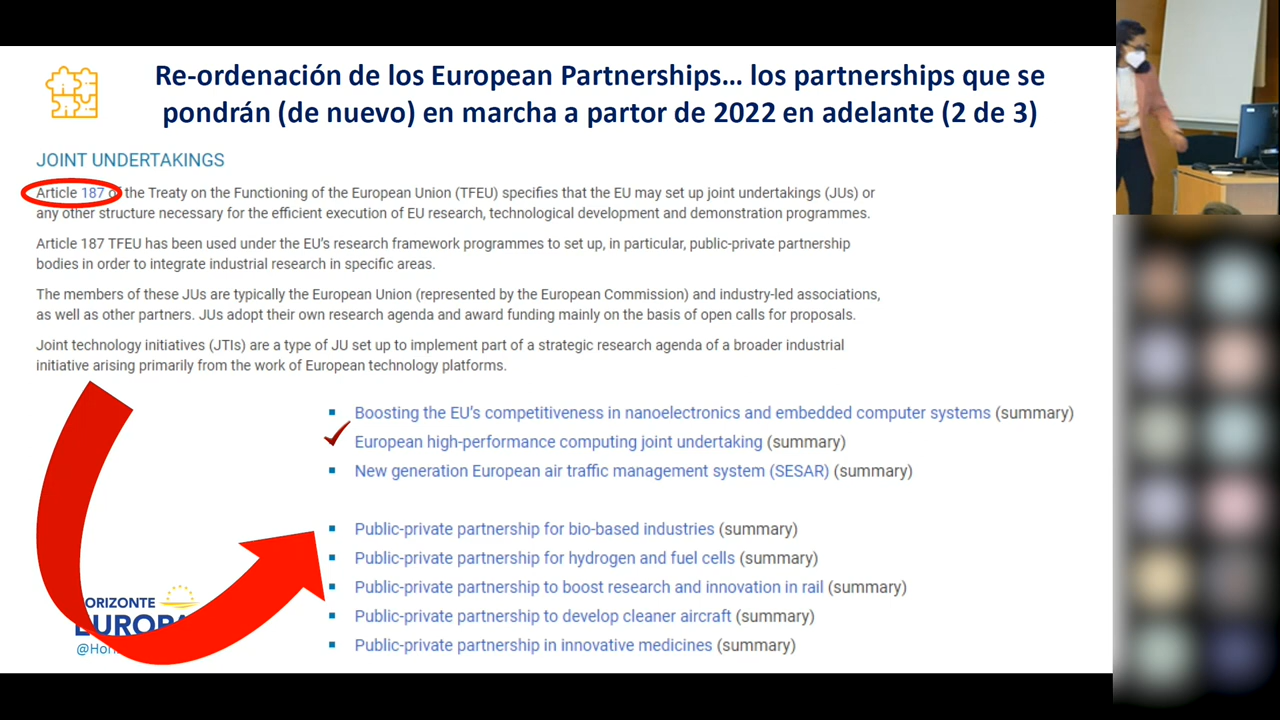 Re-ordenación de los European Partnerships... los partnerships que se
pondrán (de nuevo) en marcha a partor de 2022 en adelante (2 de 3)
JOINT UNDERTAKINGS
Article 187 of the Treaty on the Functioning of the European Union (TFEU) specifies that the EU may set up joint undertakings (JUs) or
any other structure necessary for the efficient execution of EU research, technological development and demonstration programmes.
Article 187 TFEU has been used under the EU's research framework programmes to set up, in particular, public-private partnership
bodies in order to integrate industrial research in specific areas.
The members of these JUs are typically the European Union (represented by the European Commission) and industry-led associations,
as well as other partners. JUs adopt their own research agenda and award funding mainly on the basis of open calls for proposals.
Joint technology initiatives (JTIs) are a type of JU set up to implement part of a strategic research agenda of a broader industrial
initiative arising primarily from the work of European technology platforms.
Boosting the EU's competitiveness in nanoelectronics and embedded computer systems (summary)
European high-performance computing joint undertaking (summary)
New generation European air traffic management system (SESAR) (summary)
Public-private partnership for bio-based industries (summary)
Public-private partnership for hydrogen and fuel cells (summary)
Public-private partnership to boost research and innovation in rail (summary)
Public-private partnership to develop cleaner aircraft (summary)
Public-private partnership in innovative medicines (summary)
HORIZONTE
EUROPA